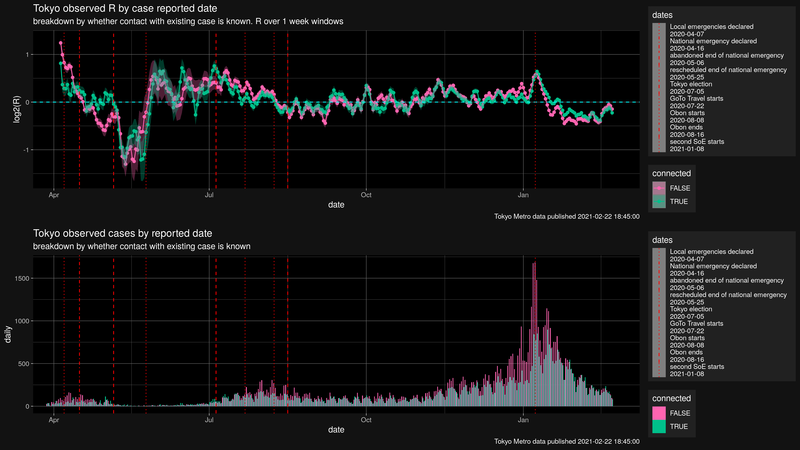 Tokyo observed R by case reported date
breakdown by whether contact with existing case is known. R over 1 week windows
log2(R)
1
0
-1
Apr
Jul
Oct
Jan
date
Tokyo Metro data published 2021-02-22 18:45:00
dates
Local emergencies declared
2020-04-07
National emergency declared
2020-04-16
abandoned end of national emergency
2020-05-06
rescheduled end of national emergency
2020-05-25
Tokyo election
2020-07-05
GoTo Travel starts
2020-07-22
Obon starts
2020-08-08
Obon ends
2020-08-16
second SoE starts
2021-01-08
connected
FALSE
TRUE
Tokyo observed cases by reported date
breakdown by whether contact with existing case is known
daily
1500
1000
500
0
Apr
Jul
Oct
Jan
date
Tokyo Metro data published 2021-02-22 18:45:00
dates
Local emergencies declared
2020-04-07
National emergency declared
2020-04-16
abandoned end of national emergency
2020-05-06
rescheduled end of national emergency
2020-05-25
Tokyo election
2020-07-05
GoTo Travel starts
2020-07-22
Obon starts
2020-08-08
Obon ends
2020-08-16
second SoE starts
2021-01-08
connected
FALSE
TRUE